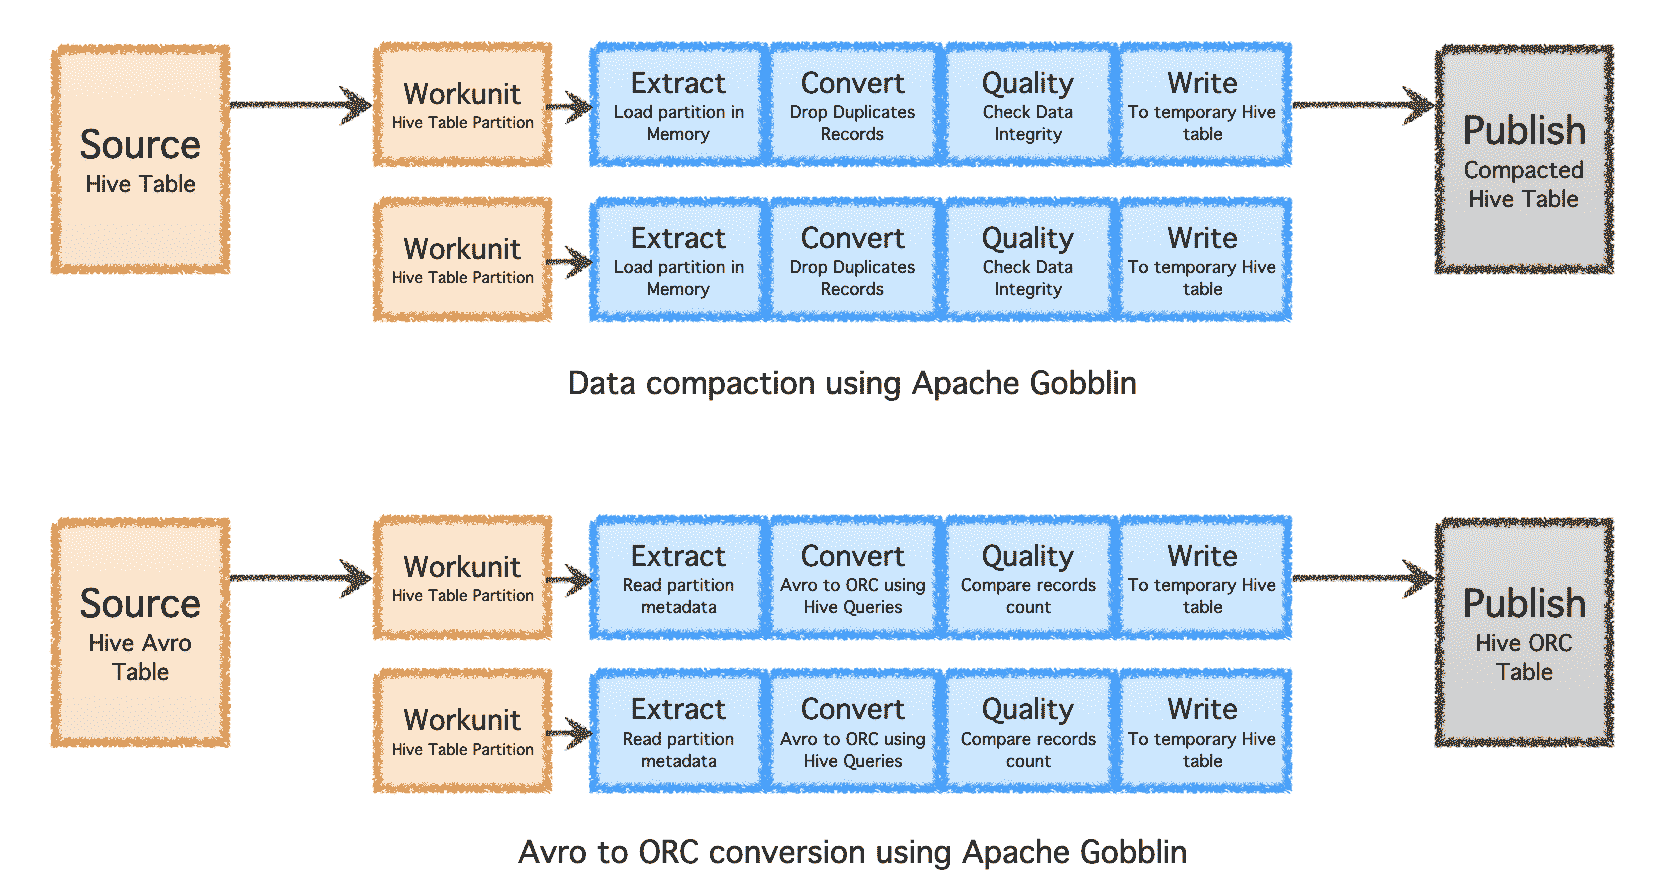 Source
Hive Table
Workunit
Hive Table Partition
Extract
Load partition in
Memory
Convert
Drop Duplicates
Records
Quality
Check Data
Integrity
Write
To temporary Hive
table
Publish
Compacted
Hive Table
Workunit
Hive Table Partition
Extract
Load partition in
Memory
Convert
Drop Duplicates
Records
Quality
Check Data
Integrity
Write
To temporary Hive
table
Data compaction using Apache Gobblin
Source
Hive Avro
Table
Workunit
Hive Table Partition
Extract
Read partition
metadata
Convert
Avro to ORC using
Hive Queries
Quality
Compare records
count
Write
To temporary Hive
table
Publish
Hive ORC
Table
Workunit
Hive Table Partition
Extract
Read partition
metadata
Convert
Avro to ORC using
Hive Queries
Quality
Compare records
count
Write
To temporary Hive
table
Avro to ORC conversion using Apache Gobblin